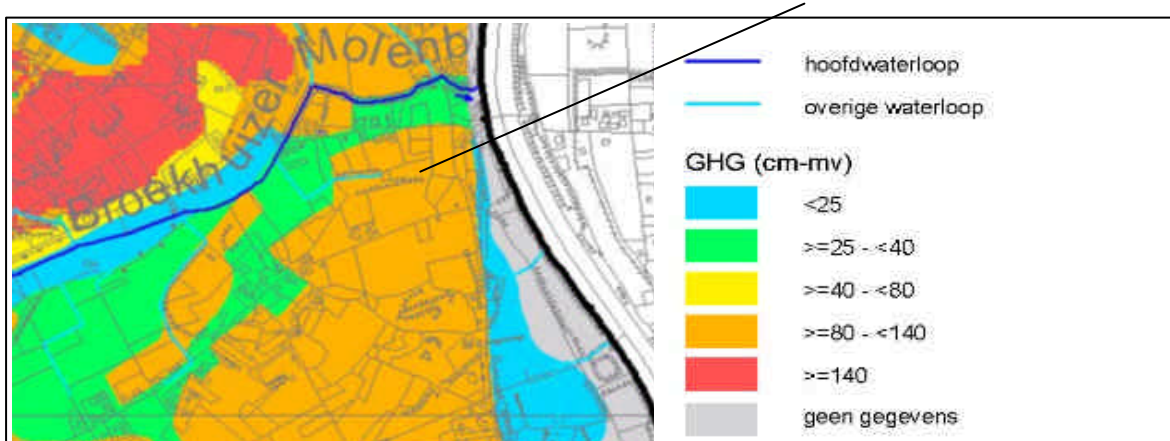 Broekhuizer Molenb
hoofdwaterloop
overige waterloop
GHG (cm-mv)
<25
>=25 - <40
>=40 - <80
>=80 - <140
>=140
geen gegevens